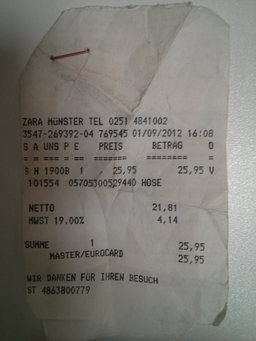 ZARA MÜNSTER TEL 0251 4841002
3547-269392-04 769545 01/09/2012 16:08
S A UNS P E PREIS BETRAG D
= = === = == ======= ======== =
S H 1900B 1 25,95 25,95 V
101554 05705300529440 HOSE
NETTO 21,81
MWST 19.00% 4,14
SUMME 1 25,95
MASTER/EUROCARD 25,95
WIR DANKEN FÜR IHREN BESUCH
ST 4863800779